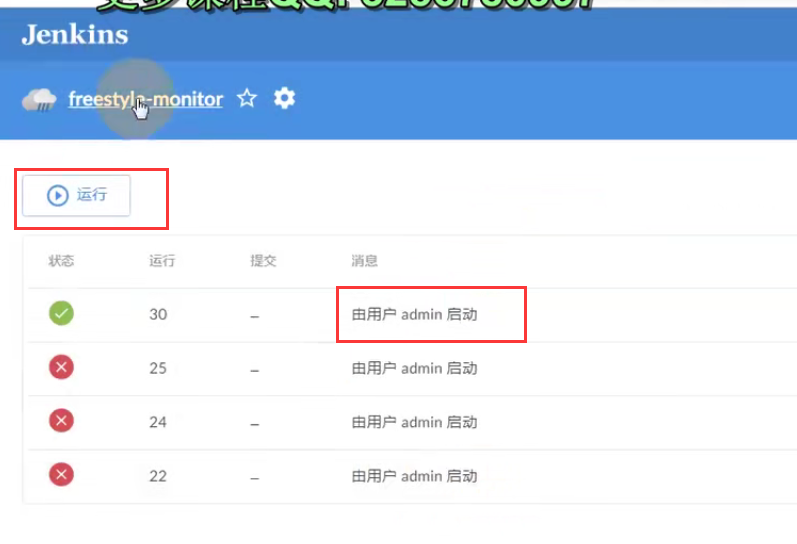 Jenkins
freestyle-monitor
运行
状态 运行 提交 消息
30 – 由用户 admin 启动
25 – 由用户 admin 启动
24 – 由用户 admin 启动
22 – 由用户 admin 启动